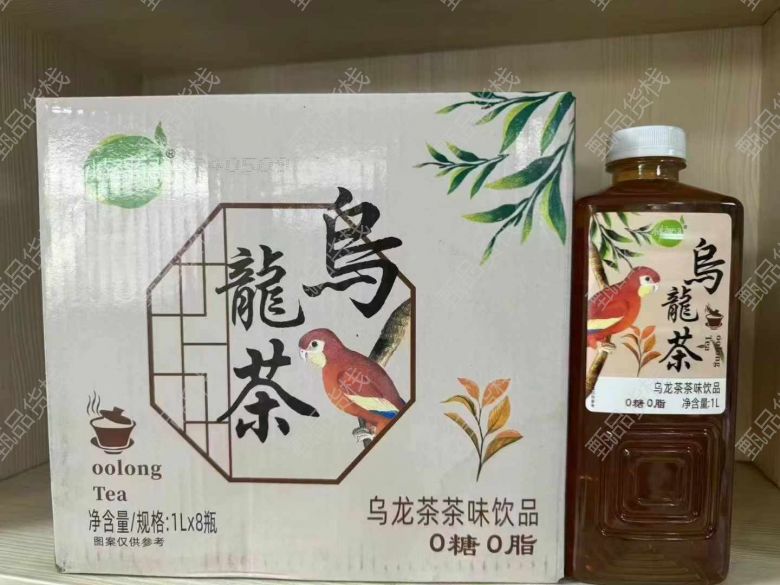 烏
龍
茶
oolong
Tea
净含量/规格:1Lx8瓶
图案仅供参考
乌龙茶茶味饮品
0糖0脂
烏
龍
茶
oolong
Tea
乌龙茶茶味饮品
0糖0脂 净含量:1L
甄品货栈